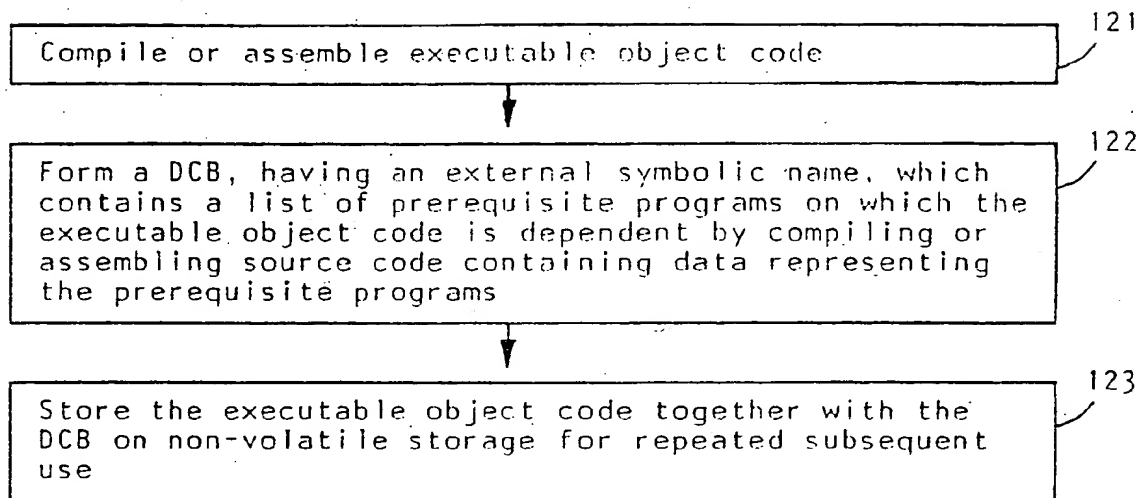 121
Compile or assemble executable object code
122
Form a DCB, having an external symbolic name, which
contains a list of prerequisite programs on which the
executable object code is dependent by compiling or
assembling source code containing data representing
the prerequisite programs
123
Store the executable object code together with the
DCB on non-volatile storage for repeated subsequent
use